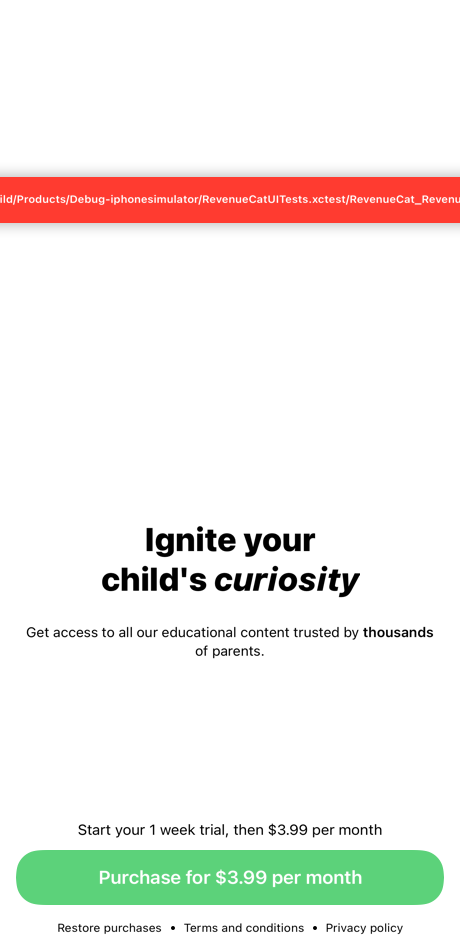 ild/Products/Debug-iphonesimulator/RevenueCatUITests.xctest/RevenueCat_Revenu
Ignite your
child's curiosity
Get access to all our educational content trusted by thousands
of parents.
Start your 1 week trial, then $3.99 per month
Purchase for $3.99 per month
Restore purchases • Terms and conditions • Privacy policy